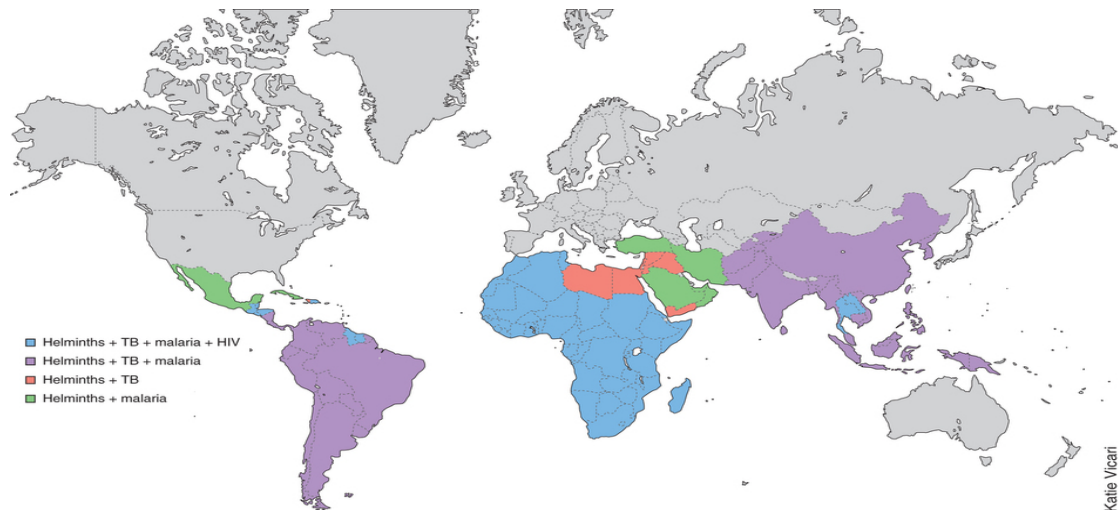 Helminths + TB + malaria + HIV
Helminths + TB + malaria
Helminths + TB
Helminths + malaria
Katie Vicari